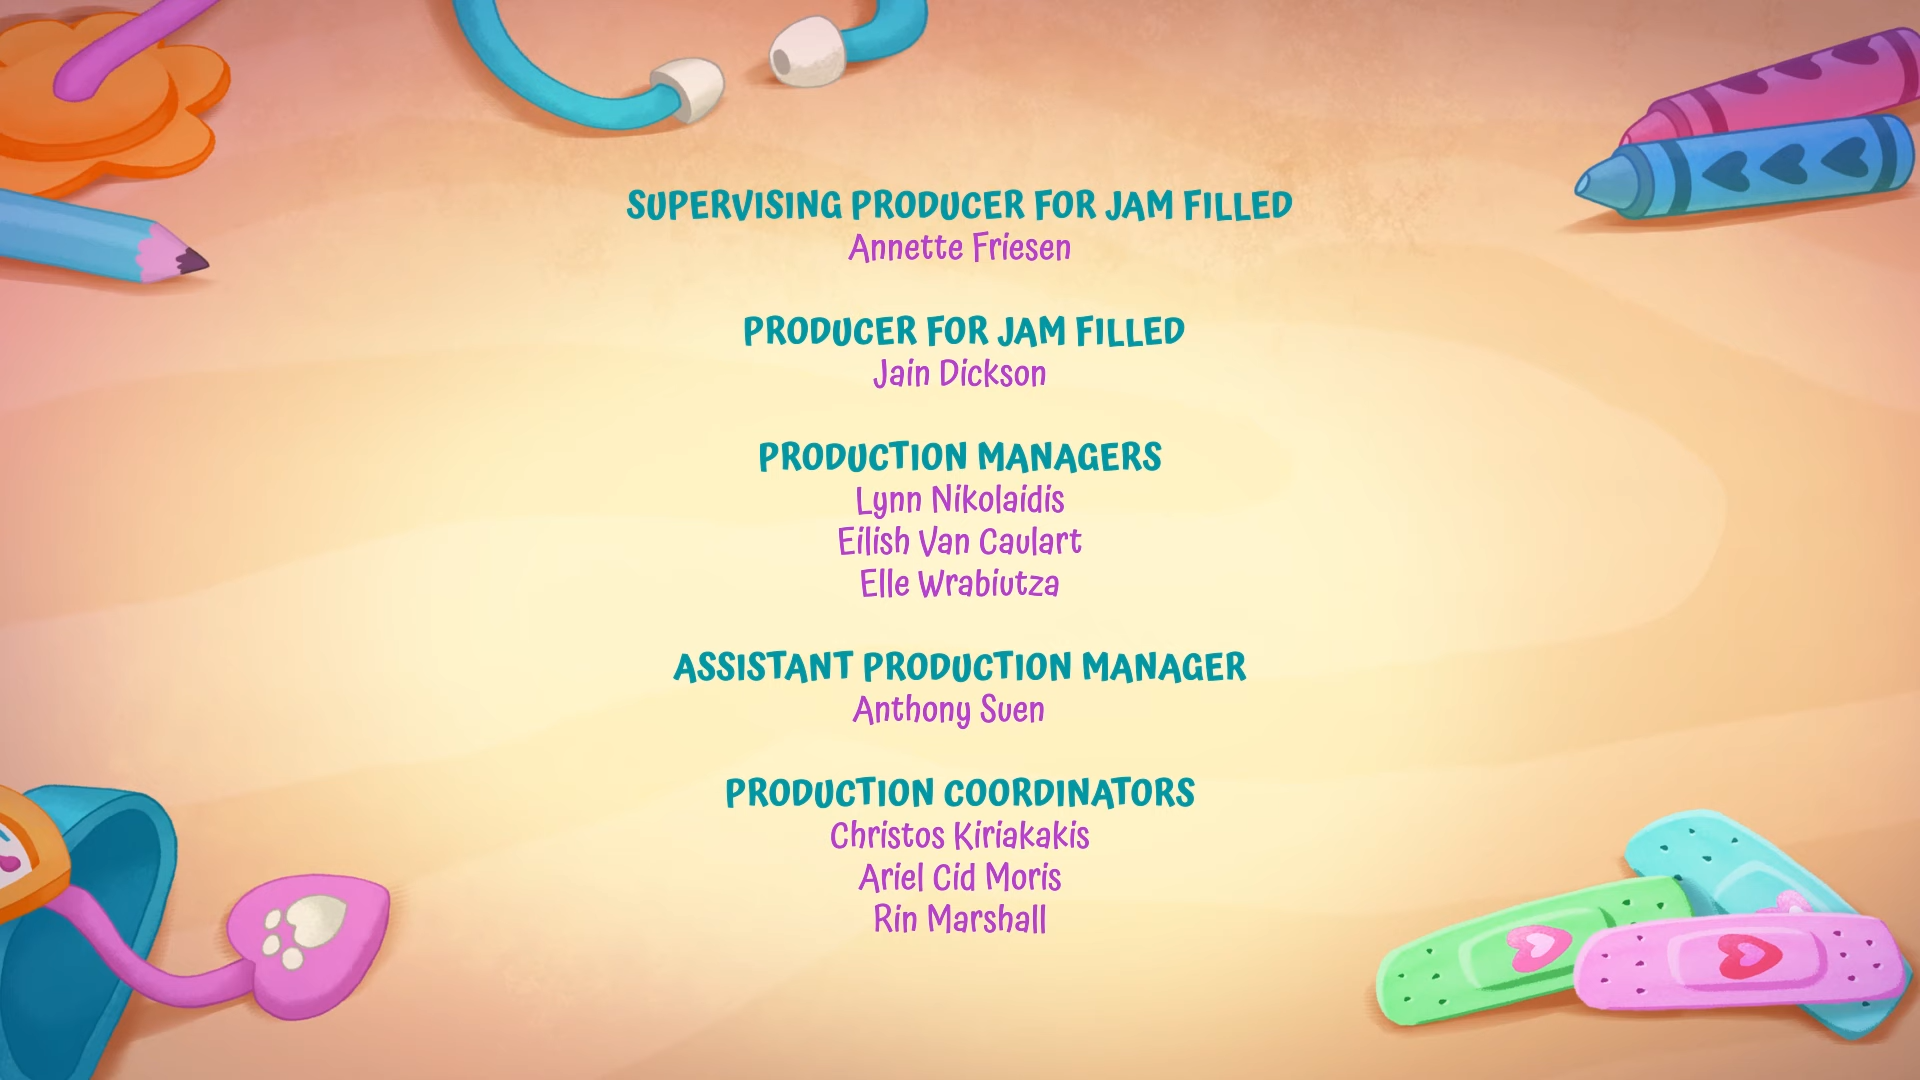 SUPERVISING PRODUCER FOR JAM FILLED
Annette Friesen
PRODUCER FOR JAM FILLED
Jain Dickson
PRODUCTION MANAGERS
Lynn Nikolaidis
Eilish Van Caulart
Elle Wrabiutza
ASSISTANT PRODUCTION MANAGER
Anthony Suen
PRODUCTION COORDINATORS
Christos Kiriakakis
Ariel Cid Moris
Rin Marshall